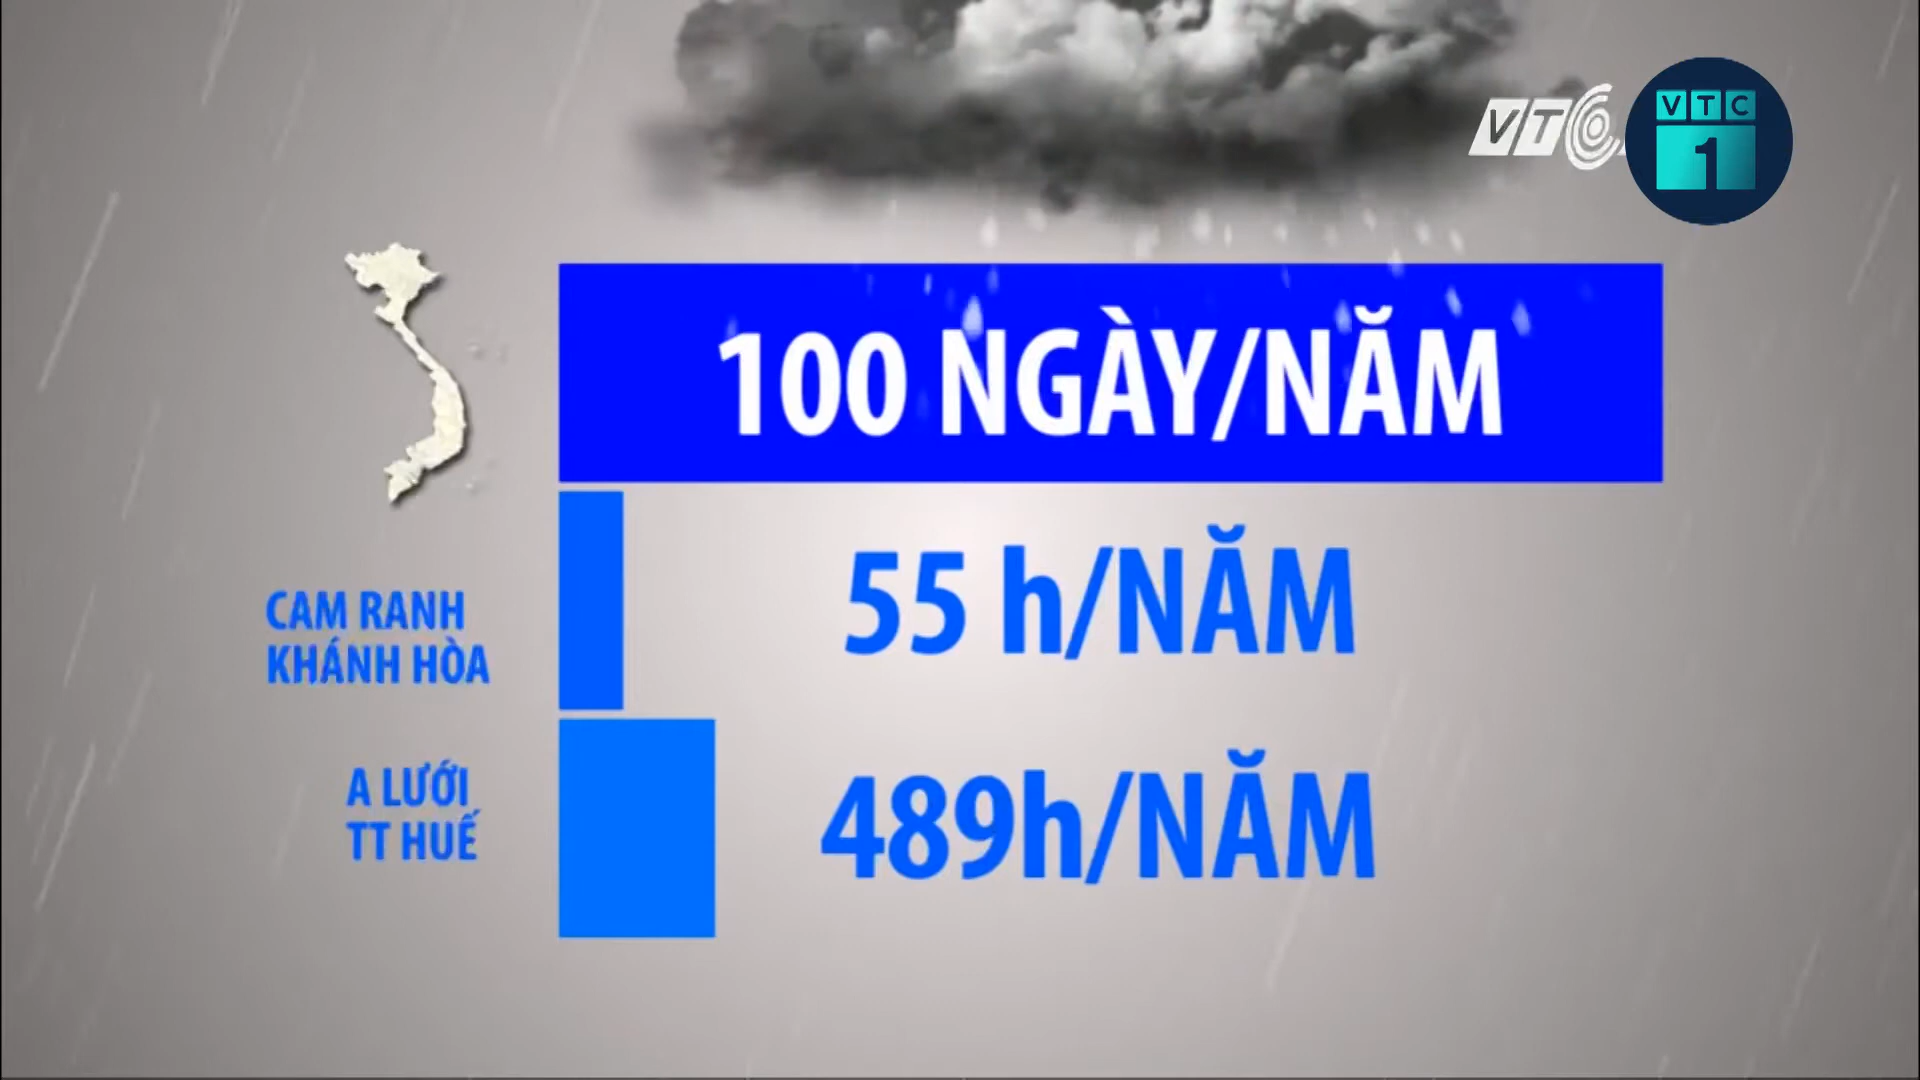 VTC
VTC
1
100 NGÀY/NĂM
CAM RANH
KHÁNH HÒA
55 h/NĂM
A LƯỚI
TT HUẾ
489h/NĂM